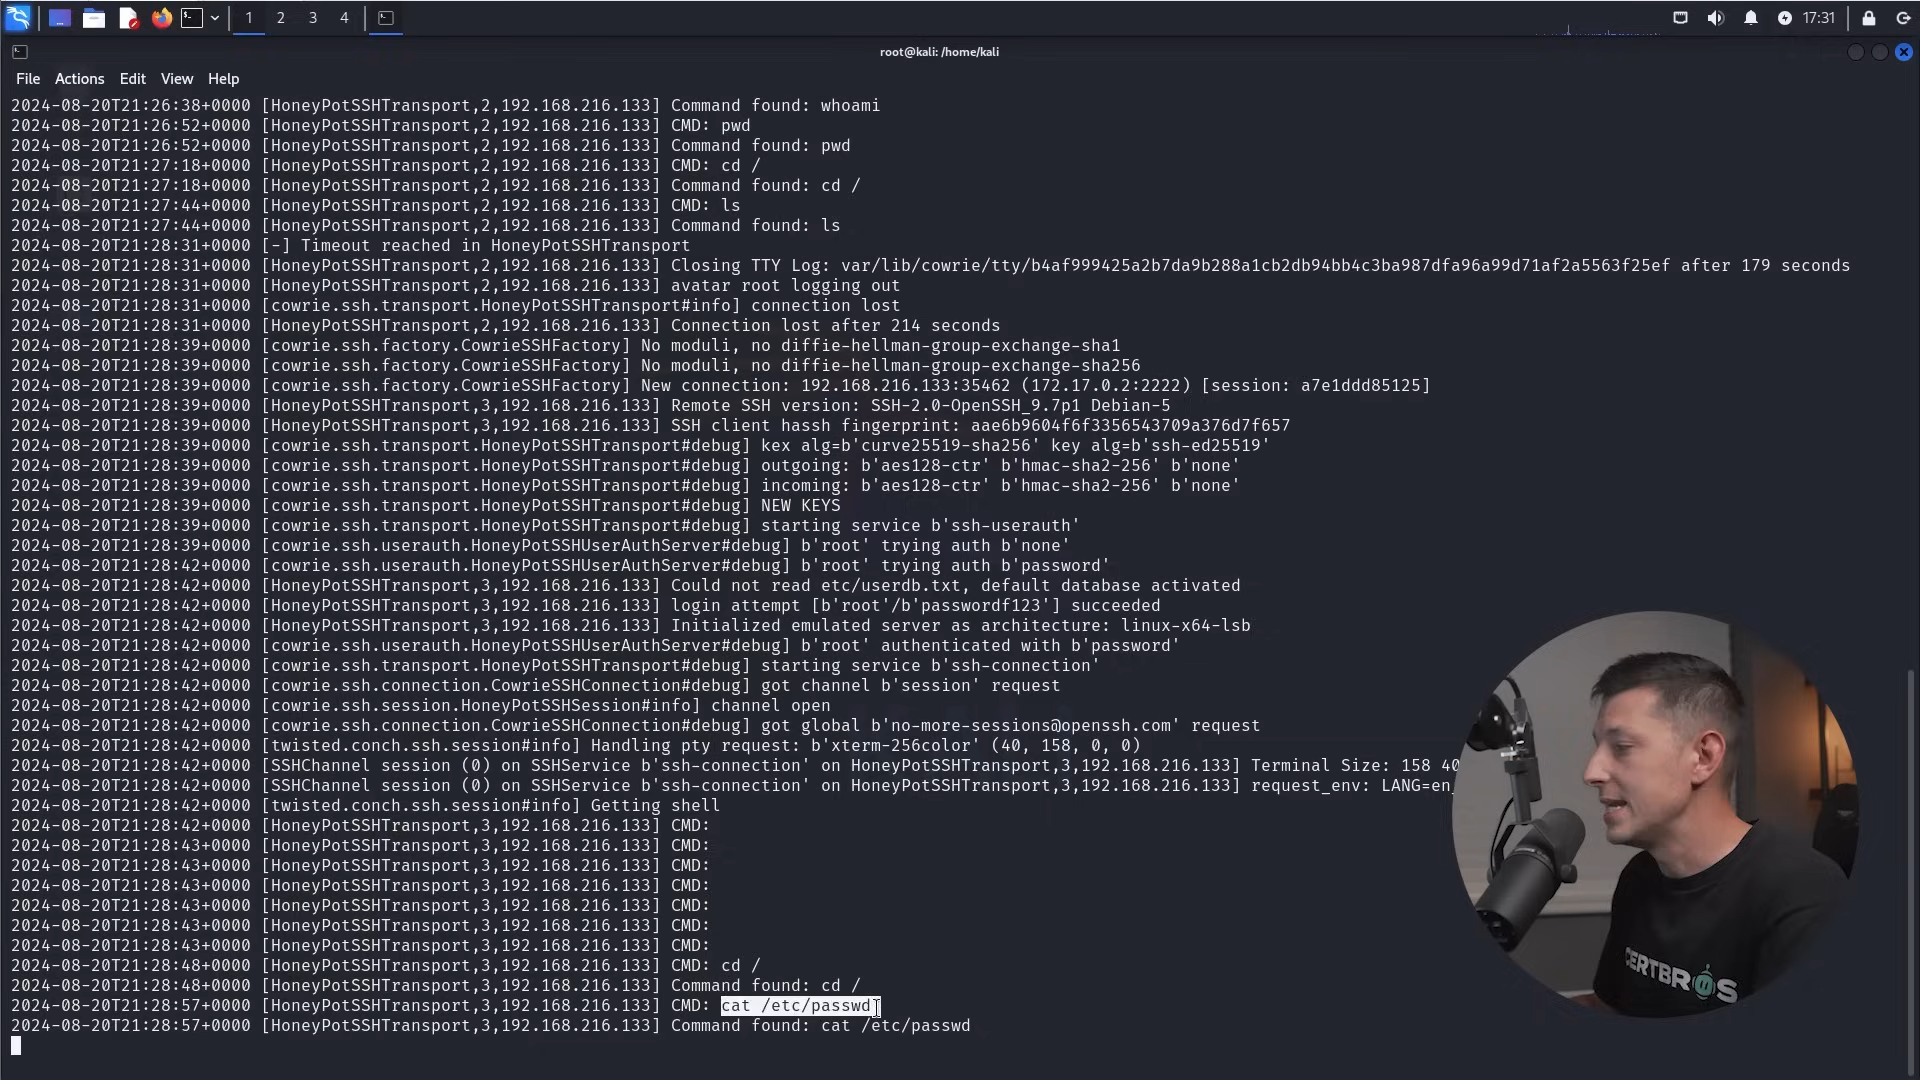 1 2 3 4 17:31
root@kali: /home/kali
File Actions Edit View Help
2024-08-20T21:26:38+0000 [HoneyPotSSHTransport,2,192.168.216.133] Command found: whoami
2024-08-20T21:26:52+0000 [HoneyPotSSHTransport,2,192.168.216.133] CMD: pwd
2024-08-20T21:26:52+0000 [HoneyPotSSHTransport,2,192.168.216.133] Command found: pwd
2024-08-20T21:27:18+0000 [HoneyPotSSHTransport,2,192.168.216.133] CMD: cd /
2024-08-20T21:27:18+0000 [HoneyPotSSHTransport,2,192.168.216.133] Command found: cd /
2024-08-20T21:27:44+0000 [HoneyPotSSHTransport,2,192.168.216.133] CMD: ls
2024-08-20T21:27:44+0000 [HoneyPotSSHTransport,2,192.168.216.133] Command found: ls
2024-08-20T21:28:31+0000 [-] Timeout reached in HoneyPotSSHTransport
2024-08-20T21:28:31+0000 [HoneyPotSSHTransport,2,192.168.216.133] Closing TTY Log: var/lib/cowrie/tty/b4af999425a2b7da9b288a1cb2db94bb4c3ba987dfa96a99d71af2a5563f25ef after 179 seconds
2024-08-20T21:28:31+0000 [HoneyPotSSHTransport,2,192.168.216.133] avatar root logging out
2024-08-20T21:28:31+0000 [cowrie.ssh.transport.HoneyPotSSHTransport#info] connection lost
2024-08-20T21:28:31+0000 [HoneyPotSSHTransport,2,192.168.216.133] Connection lost after 214 seconds
2024-08-20T21:28:39+0000 [cowrie.ssh.factory.CowrieSSHFactory] No moduli, no diffie-hellman-group-exchange-sha1
2024-08-20T21:28:39+0000 [cowrie.ssh.factory.CowrieSSHFactory] No moduli, no diffie-hellman-group-exchange-sha256
2024-08-20T21:28:39+0000 [cowrie.ssh.factory.CowrieSSHFactory] New connection: 192.168.216.133:35462 (172.17.0.2:2222) [session: a7e1ddd85125]
2024-08-20T21:28:39+0000 [HoneyPotSSHTransport,3,192.168.216.133] Remote SSH version: SSH-2.0-OpenSSH_9.7p1 Debian-5
2024-08-20T21:28:39+0000 [HoneyPotSSHTransport,3,192.168.216.133] SSH client hassh fingerprint: aae6b9604f6f3356543709a376d7f657
2024-08-20T21:28:39+0000 [cowrie.ssh.transport.HoneyPotSSHTransport#debug] kex alg=b'curve25519-sha256' key alg=b'ssh-ed25519'
2024-08-20T21:28:39+0000 [cowrie.ssh.transport.HoneyPotSSHTransport#debug] outgoing: b'aes128-ctr' b'hmac-sha2-256' b'none'
2024-08-20T21:28:39+0000 [cowrie.ssh.transport.HoneyPotSSHTransport#debug] incoming: b'aes128-ctr' b'hmac-sha2-256' b'none'
2024-08-20T21:28:39+0000 [cowrie.ssh.transport.HoneyPotSSHTransport#debug] NEW KEYS
2024-08-20T21:28:39+0000 [cowrie.ssh.transport.HoneyPotSSHTransport#debug] starting service b'ssh-userauth'
2024-08-20T21:28:39+0000 [cowrie.ssh.userauth.HoneyPotSSHUserAuthServer#debug] b'root' trying auth b'none'
2024-08-20T21:28:42+0000 [cowrie.ssh.userauth.HoneyPotSSHUserAuthServer#debug] b'root' trying auth b'password'
2024-08-20T21:28:42+0000 [HoneyPotSSHTransport,3,192.168.216.133] Could not read etc/userdb.txt, default database activated
2024-08-20T21:28:42+0000 [HoneyPotSSHTransport,3,192.168.216.133] login attempt [b'root'/b'passwordf123'] succeeded
2024-08-20T21:28:42+0000 [HoneyPotSSHTransport,3,192.168.216.133] Initialized emulated server as architecture: linux-x64-lsb
2024-08-20T21:28:42+0000 [cowrie.ssh.userauth.HoneyPotSSHUserAuthServer#debug] b'root' authenticated with b'password'
2024-08-20T21:28:42+0000 [cowrie.ssh.transport.HoneyPotSSHTransport#debug] starting service b'ssh-connection'
2024-08-20T21:28:42+0000 [cowrie.ssh.connection.CowrieSSHConnection#debug] got channel b'session' request
2024-08-20T21:28:42+0000 [cowrie.ssh.session.HoneyPotSSHSession#info] channel open
2024-08-20T21:28:42+0000 [cowrie.ssh.connection.CowrieSSHConnection#debug] got global b'no-more-sessions@openssh.com' request
2024-08-20T21:28:42+0000 [twisted.conch.ssh.session#info] Handling pty request: b'xterm-256color' (40, 158, 0, 0)
2024-08-20T21:28:42+0000 [SSHChannel session (0) on SSHService b'ssh-connection' on HoneyPotSSHTransport,3,192.168.216.133] Terminal Size: 158 40
2024-08-20T21:28:42+0000 [SSHChannel session (0) on SSHService b'ssh-connection' on HoneyPotSSHTransport,3,192.168.216.133] request_env: LANG=en_
2024-08-20T21:28:42+0000 [twisted.conch.ssh.session#info] Getting shell
2024-08-20T21:28:42+0000 [HoneyPotSSHTransport,3,192.168.216.133] CMD:
2024-08-20T21:28:42+0000 [HoneyPotSSHTransport,3,192.168.216.133] CMD:
2024-08-20T21:28:43+0000 [HoneyPotSSHTransport,3,192.168.216.133] CMD:
2024-08-20T21:28:43+0000 [HoneyPotSSHTransport,3,192.168.216.133] CMD:
2024-08-20T21:28:43+0000 [HoneyPotSSHTransport,3,192.168.216.133] CMD:
2024-08-20T21:28:43+0000 [HoneyPotSSHTransport,3,192.168.216.133] CMD:
2024-08-20T21:28:43+0000 [HoneyPotSSHTransport,3,192.168.216.133] CMD:
2024-08-20T21:28:48+0000 [HoneyPotSSHTransport,3,192.168.216.133] CMD: cd /
2024-08-20T21:28:48+0000 [HoneyPotSSHTransport,3,192.168.216.133] Command found: cd /
2024-08-20T21:28:57+0000 [HoneyPotSSHTransport,3,192.168.216.133] CMD: cat /etc/passwd
2024-08-20T21:28:57+0000 [HoneyPotSSHTransport,3,192.168.216.133] Command found: cat /etc/passwd
CERTBROS